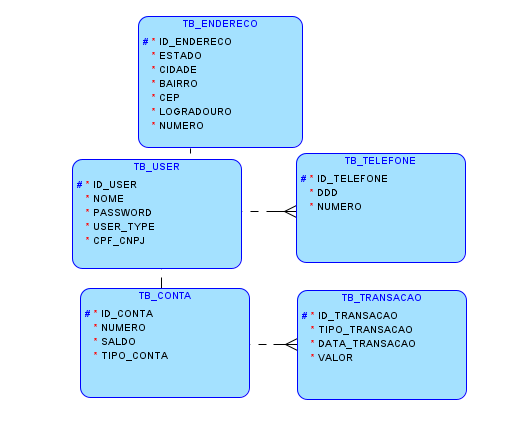 TB_ENDERECO
# * ID_ENDERECO
* ESTADO
* CIDADE
* BAIRRO
* CEP
* LOGRADOURO
* NUMERO
TB_USER
# * ID_USER
* NOME
* PASSWORD
* USER_TYPE
* CPF_CNPJ
TB_TELEFONE
# * ID_TELEFONE
* DDD
* NUMERO
TB_CONTA
# * ID_CONTA
* NUMERO
* SALDO
* TIPO_CONTA
TB_TRANSACAO
# * ID_TRANSACAO
* TIPO_TRANSACAO
* DATA_TRANSACAO
* VALOR